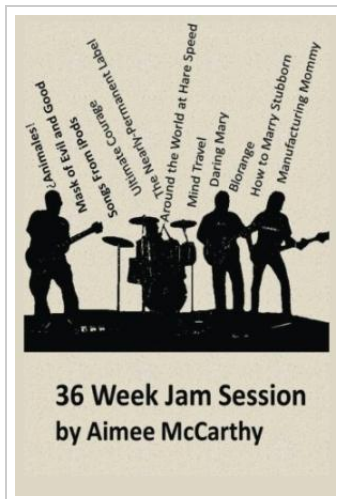 ¿Animales!
Mask of Evil and Good
Songs From iPods
Ultimate Courage
The Nearly-Permanent Label
Around the World at Hare Speed
Mind Travel
Daring Mary
Blorange
How to Marry Stubborn
Manufacturing Mommy
36 Week Jam Session
by Aimee McCarthy